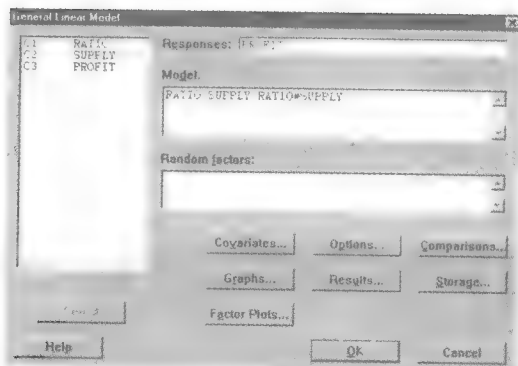 General Linear Model
C1 RATIO
C2 SUPPLY
C3 PROFIT
Responses:
Model:
RATIO SUPPLY RATIO*SUPPLY
Random factors:
Covariates... Options... Comparisons...
Graphs... Results... Storage...
Factor Plots...
Help OK Cancel